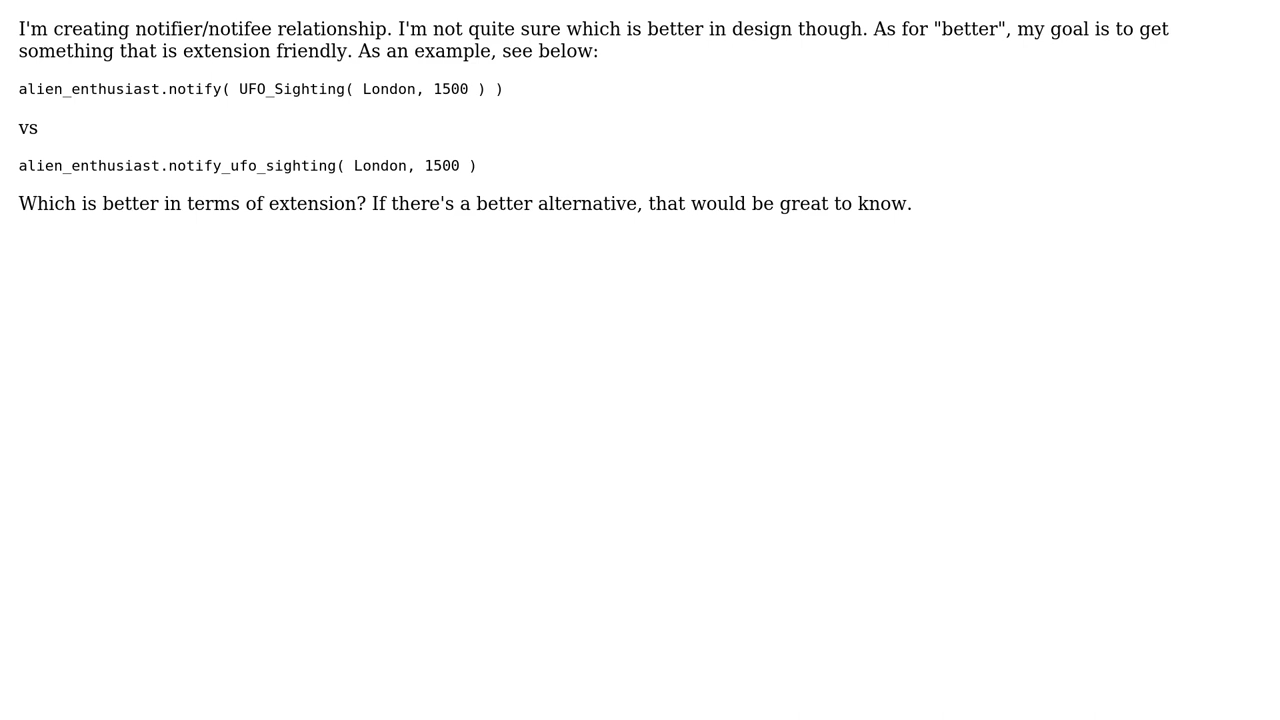 I'm creating notifier/notifee relationship. I'm not quite sure which is better in design though. As for "better", my goal is to get
something that is extension friendly. As an example, see below:
alien_enthusiast.notify( UFO_Sighting( London, 1500 ) )
vs
alien_enthusiast.notify_ufo_sighting( London, 1500 )
Which is better in terms of extension? If there's a better alternative, that would be great to know.